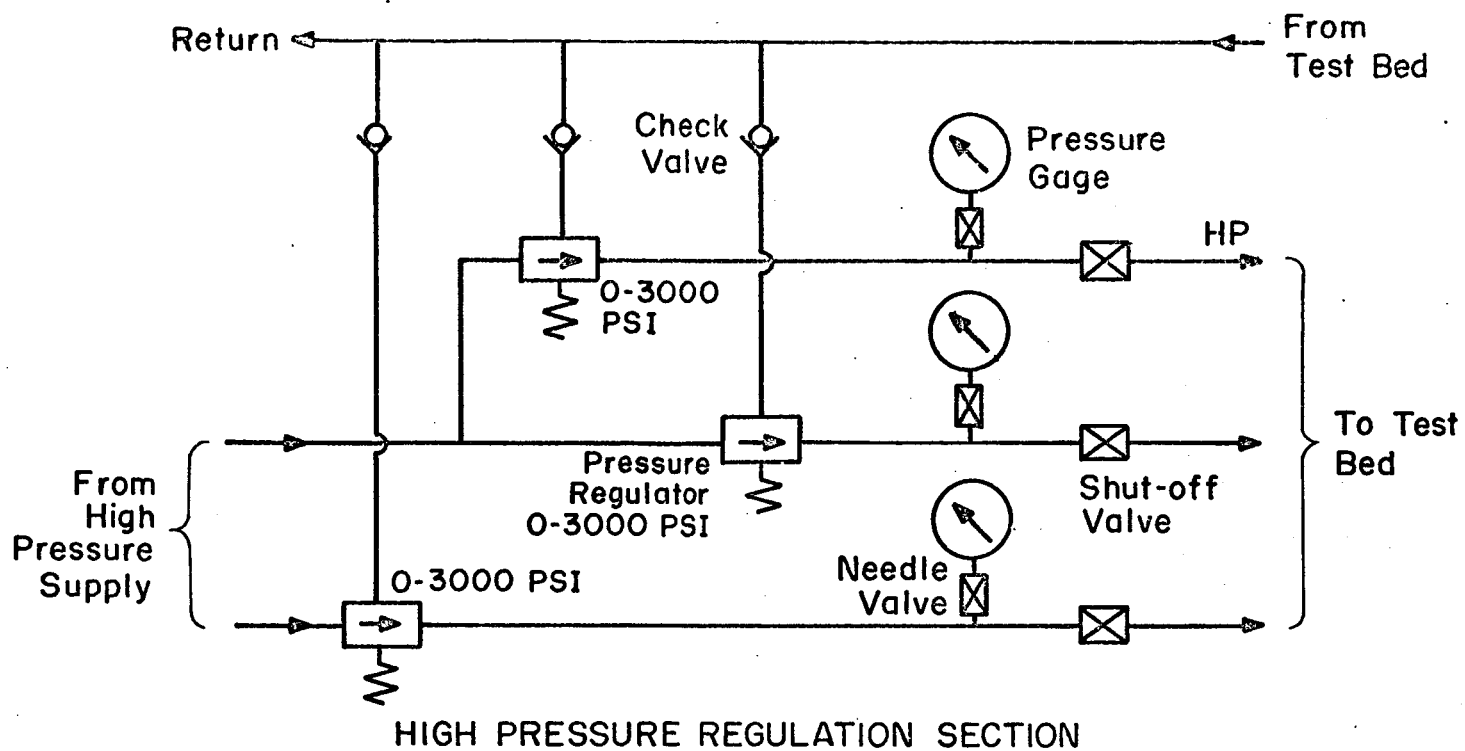 Return
From
Test Bed
Check
Valve
Pressure
Gage
HP
0-3000
PSI
To Test
Bed
From
High
Pressure
Supply
Pressure
Regulator
0-3000 PSI
Shut-off
Valve
0-3000 PSI
Needle
Valve
HIGH PRESSURE REGULATION SECTION